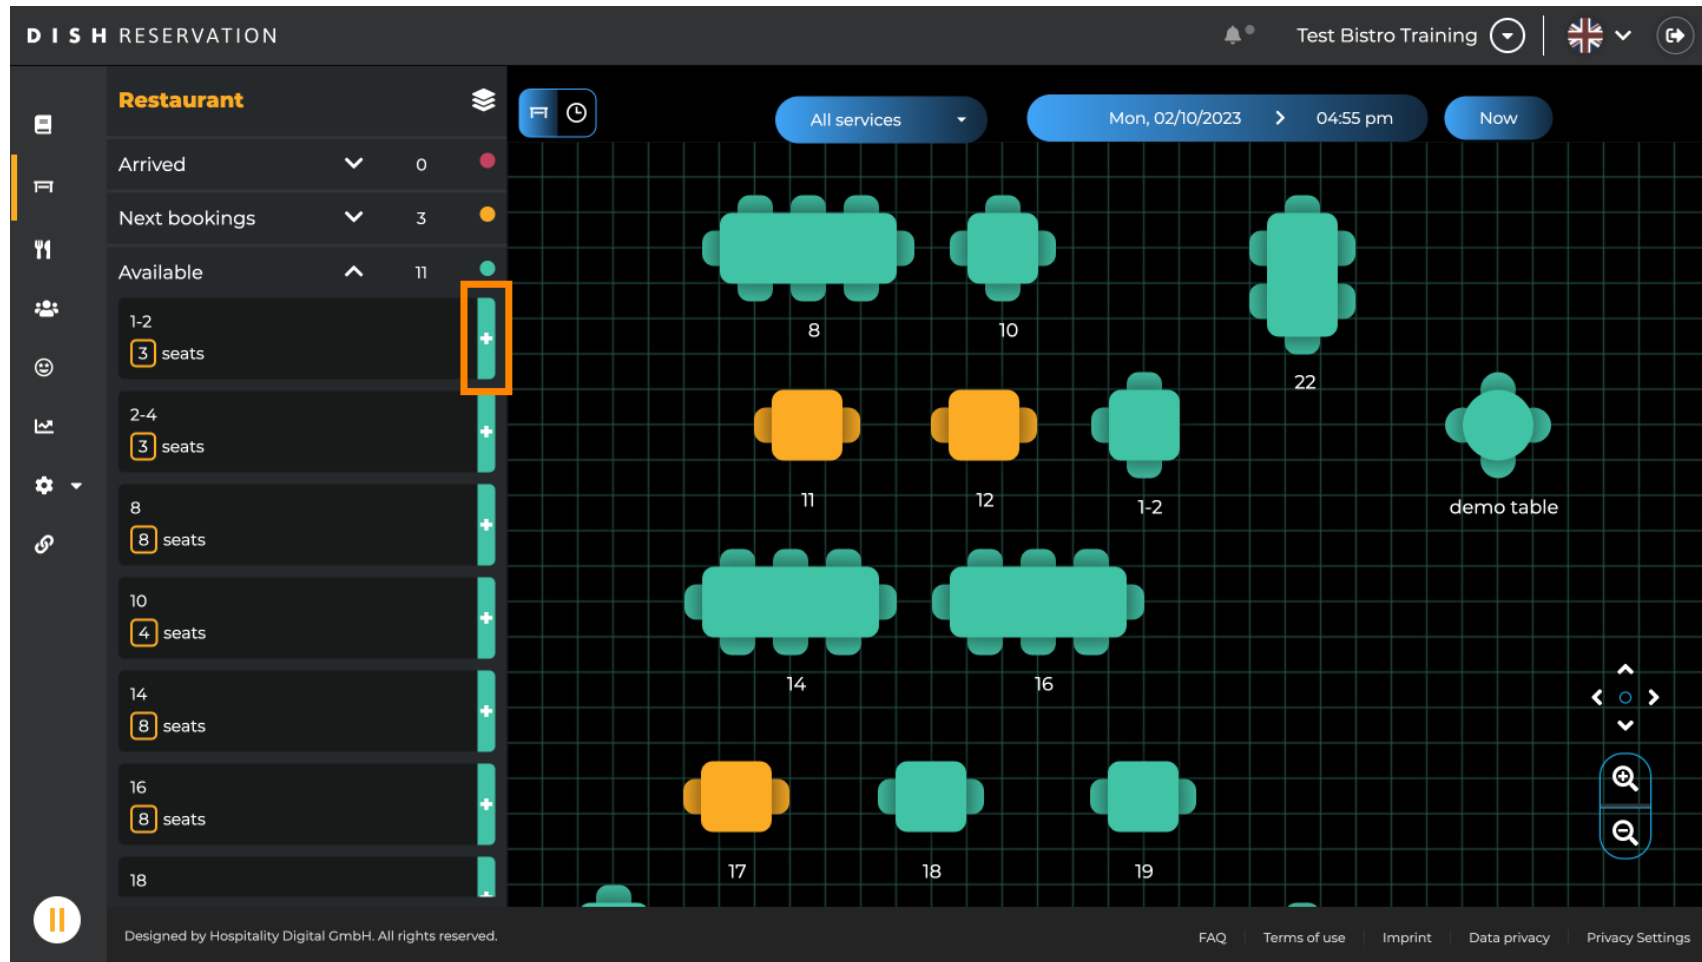 DISH RESERVATION
Test Bistro Training
Restaurant
All services
Mon, 02/10/2023
04:55 pm
Now
Arrived 0
Next bookings 3
Available 11
1-2
3 seats
2-4
3 seats
8
8 seats
10
4 seats
14
8 seats
16
8 seats
18
8
10
22
11
12
1-2
demo table
14
16
17
18
19
Designed by Hospitality Digital GmbH. All rights reserved.
FAQ
Terms of use
Imprint
Data privacy
Privacy Settings